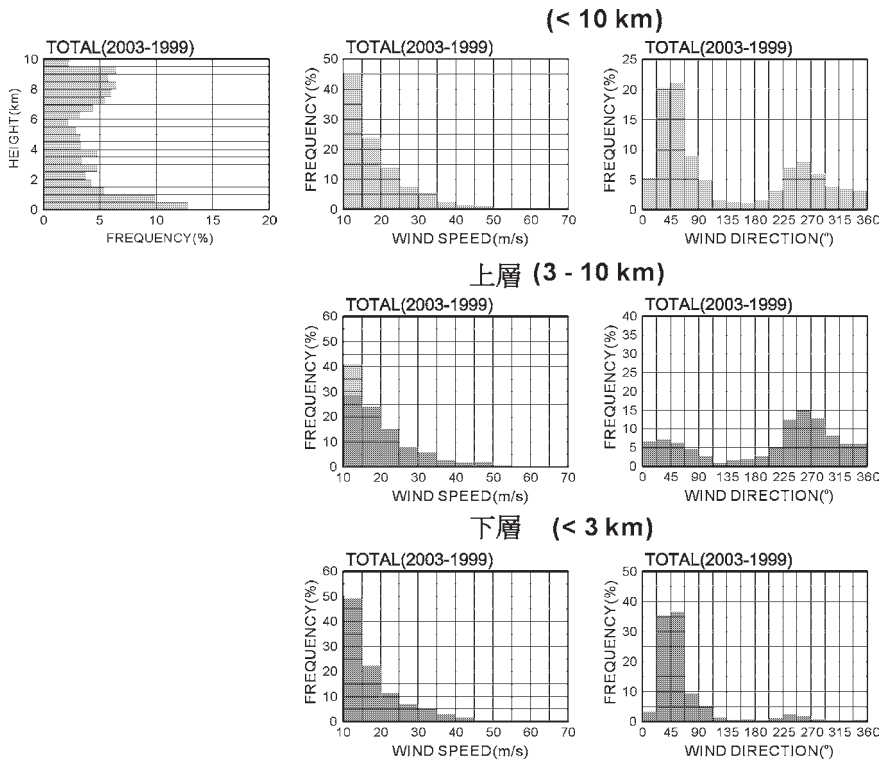 (< 10 km)
TOTAL(2003-1999)
10
8
6
4
2
0
HEIGHT(km)
0 5 10 15 20
FREQUENCY(%)
TOTAL(2003-1999)
50
40
30
20
10
0
FREQUENCY(%)
10 20 30 40 50 60 70
WIND SPEED(m/s)
TOTAL(2003-1999)
25
20
15
10
5
0
FREQUENCY(%)
0 45 90 135 180 225 270 315 360
WIND DIRECTION(°)
上層 (3 - 10 km)
TOTAL(2003-1999)
60
50
40
30
20
10
0
FREQUENCY(%)
10 20 30 40 50 60 70
WIND SPEED(m/s)
TOTAL(2003-1999)
40
35
30
25
20
15
10
5
0
FREQUENCY(%)
0 45 90 135 180 225 270 315 360
WIND DIRECTION(°)
下層 (< 3 km)
TOTAL(2003-1999)
60
50
40
30
20
10
0
FREQUENCY(%)
10 20 30 40 50 60 70
WIND SPEED(m/s)
TOTAL(2003-1999)
50
40
30
20
10
0
FREQUENCY(%)
0 45 90 135 180 225 270 315 360
WIND DIRECTION(°)